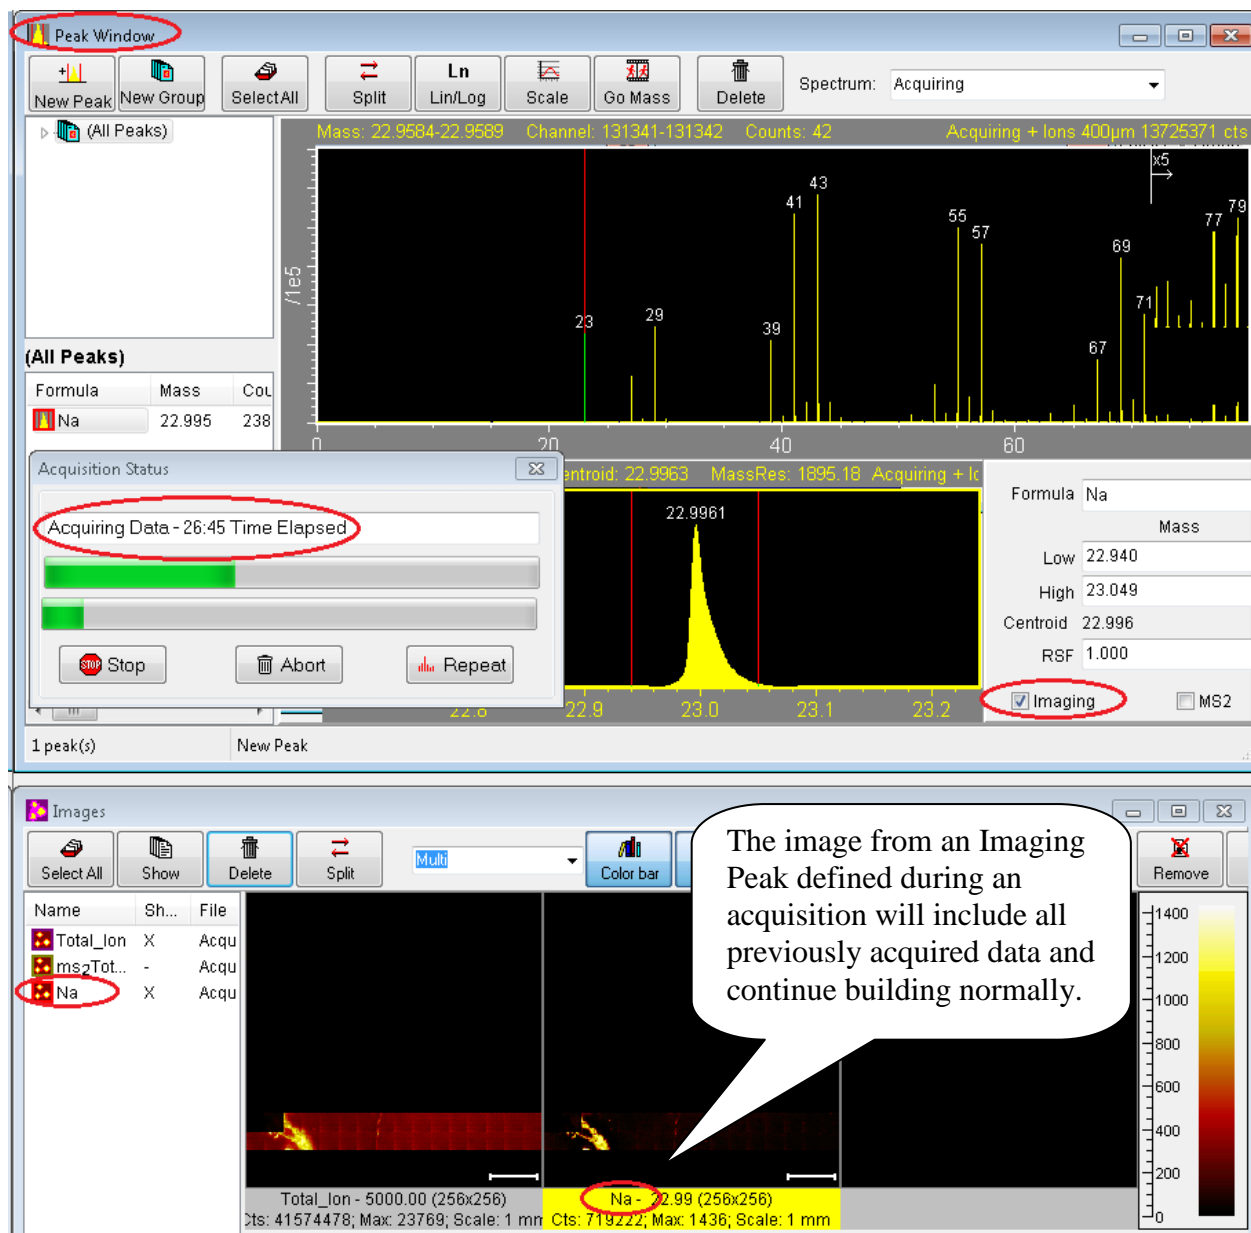 Peak Window
New Peak New Group SelectAll Split Ln Lin/Log Scale Go Mass Delete Spectrum: Acquiring
(All Peaks)
Mass: 22.9584-22.9589 Channel: 131341-131342 Counts: 42 Acquiring + Ions 400µm 13725371 cts
x5
43
41
79
77
55
57
69
71
23
29
39
67
/1e5
0 20 40 60
(All Peaks)
Formula Mass Cou
Na 22.995 238
Acquisition Status
Acquiring Data - 26:45 Time Elapsed
STOP Stop Abort Repeat
entroid: 22.9963 MassRes: 1895.18 Acquiring + Ic
22.9961
22.8 22.9 23.0 23.1 23.2
Formula Na
Mass
Low 22.940
High 23.049
Centroid 22.996
RSF 1.000
Imaging MS2
1 peak(s) New Peak
Images
Select All Show Delete Split Multi Color bar Remove
The image from an Imaging
Peak defined during an
acquisition will include all
previously acquired data and
continue building normally.
Name Sh... File
Total_Ion X Acqu
ms2Tot... - Acqu
Na X Acqu
1400
1200
1000
800
600
400
200
0
Total_Ion - 5000.00 (256x256)
Cts: 41574478; Max: 23769; Scale: 1 mm
Na - 22.99 (256x256)
Cts: 719222; Max: 1436; Scale: 1 mm